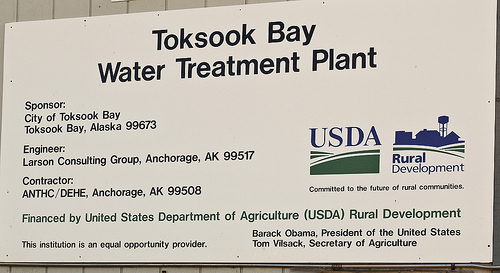 Toksook Bay
Water Treatment Plant
Sponsor:
City of Toksook Bay
Toksook Bay, Alaska 99673
Engineer:
Larson Consulting Group, Anchorage, AK 99517
Contractor:
ANTHC/DEHE, Anchorage, AK 99508
USDA
Rural
Development
Committed to the future of rural communities.
Financed by United States Department of Agriculture (USDA) Rural Development
This institution is an equal opportunity provider.
Barack Obama, President of the United States
Tom Vilsack, Secretary of Agriculture